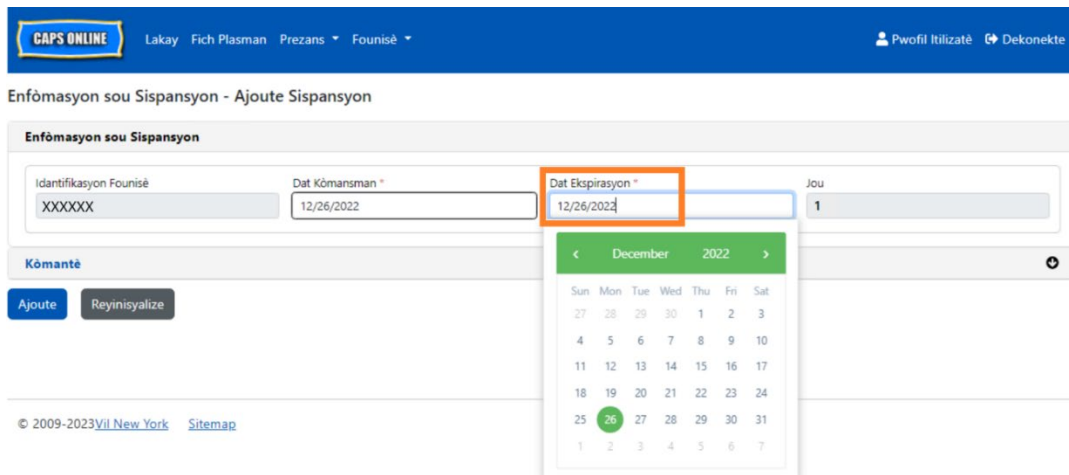 CAPS ONLINE Lakay Fich Plasman Prezans Founisè Pwofil Itilizatè Dekonekte
Enfòmasyon sou Sispansyon - Ajoute Sispansyon
Enfòmasyon sou Sispansyon
Idantifikasyon Founisè Dat Kòmansman * Dat Ekspirasyon * Jou
XXXXXX 12/26/2022 12/26/2022 1
‹ December 2022 ›
Kòmantè
Ajoute Reyinisyalize
Sun Mon Tue Wed Thu Fri Sat
27 28 29 30 1 2 3
4 5 6 7 8 9 10
11 12 13 14 15 16 17
18 19 20 21 22 23 24
25 26 27 28 29 30 31
1 2 3 4 5 6 7
© 2009-2023Vil New York Sitemap